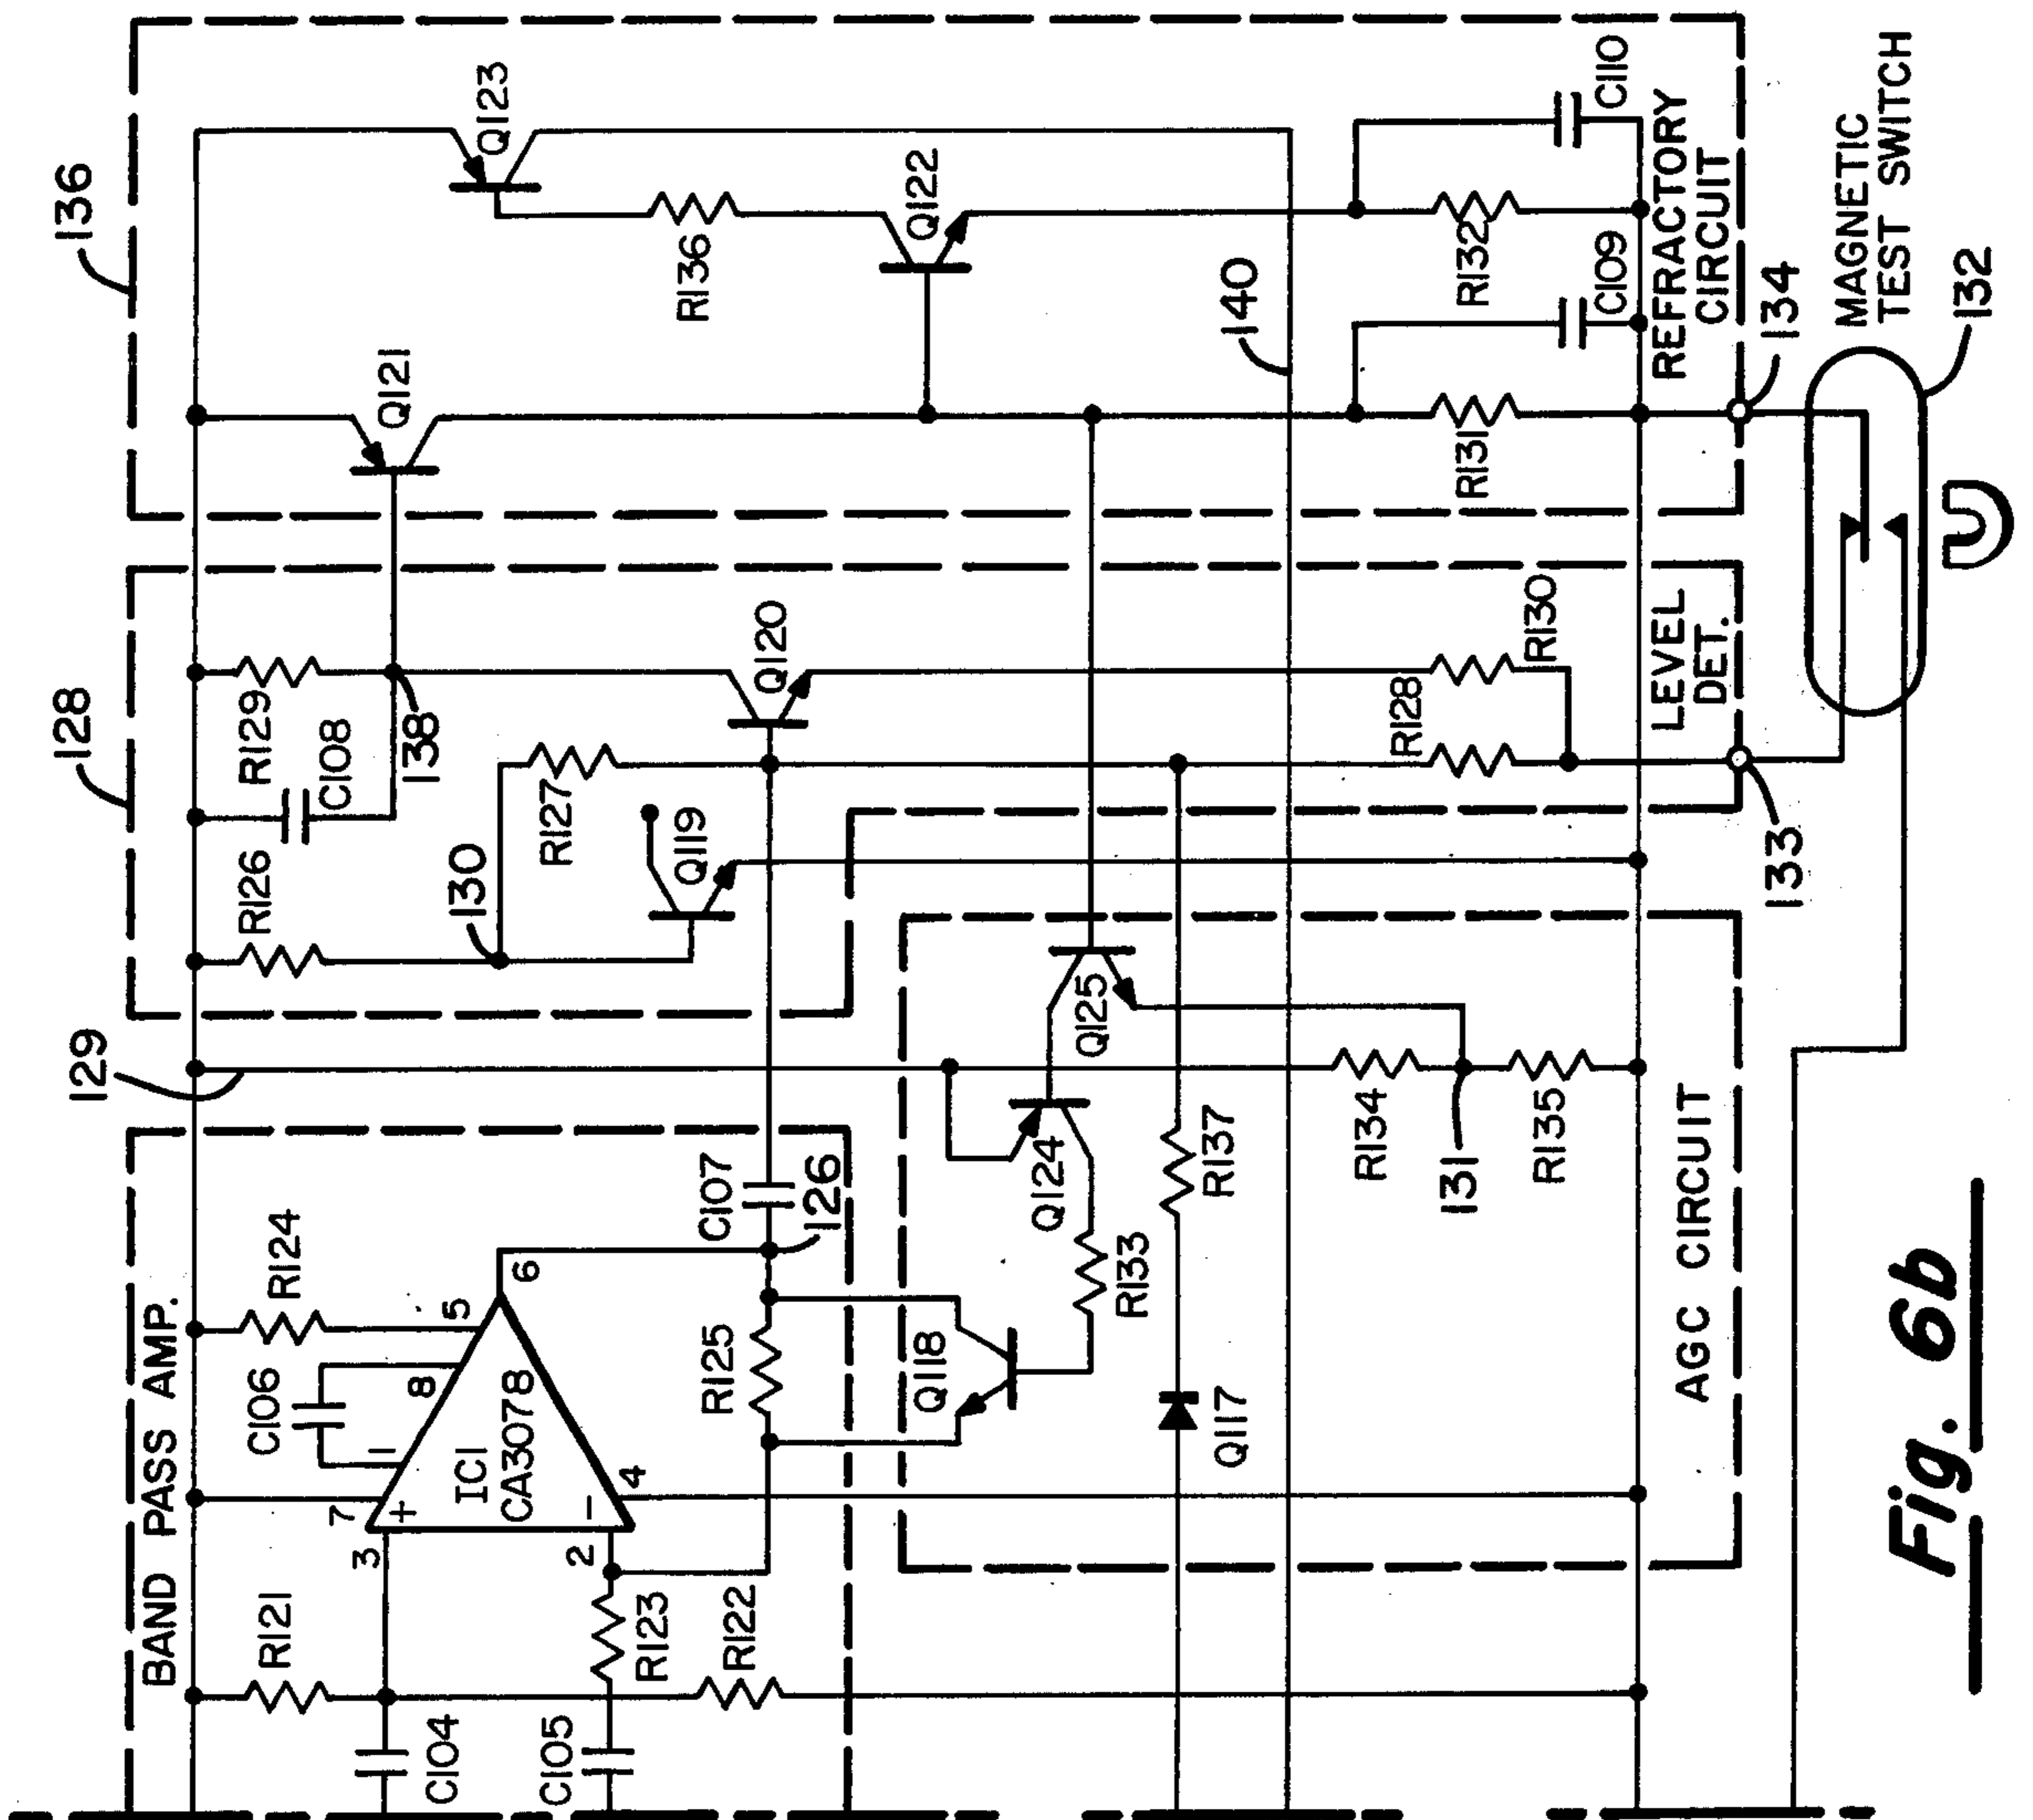 136
128
129
Q123
R136
Q122
Q121
140
C110
R132
C109
R131
REFRACTORY
CIRCUIT
134
MAGNETIC
TEST SWITCH
132
R129
C108
138
Q120
R127
R126
130
Q119
R128
R130
LEVEL
DET.
133
BAND PASS AMP.
R124
C106
5
8
1
7
+
IC1
CA3078
-
4
6
3
2
R121
C104
C105
R123
R122
R125
C107
126
Q118
Q124
R133
Q125
Q117
R137
R134
131
R135
AGC CIRCUIT
Fig. 6b